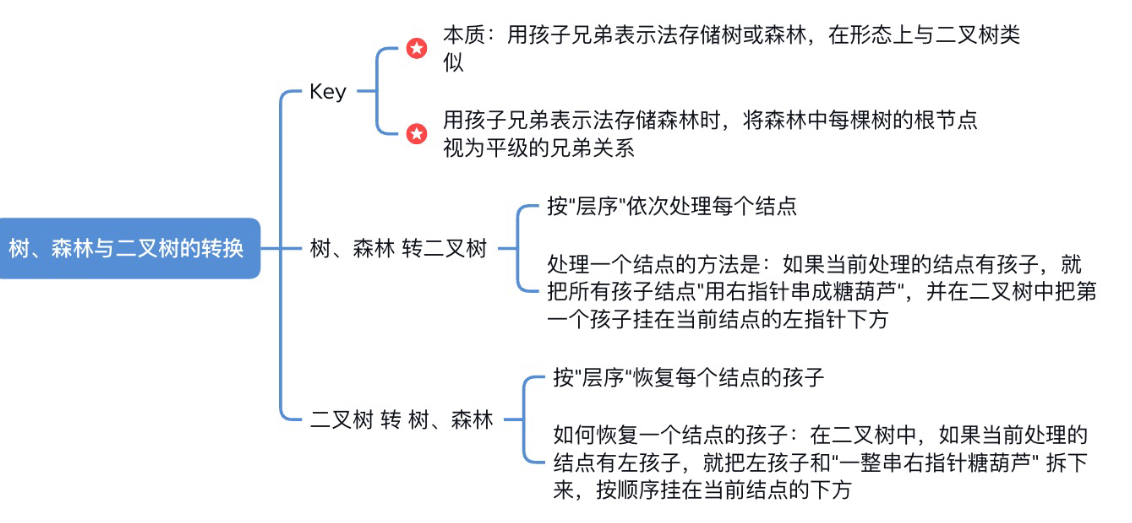 本质：用孩子兄弟表示法存储树或森林，在形态上与二叉树类
似
Key
用孩子兄弟表示法存储森林时，将森林中每棵树的根节点
视为平级的兄弟关系
按"层序"依次处理每个结点
树、森林与二叉树的转换
树、森林 转二叉树
处理一个结点的方法是：如果当前处理的结点有孩子，就
把所有孩子结点"用右指针串成糖葫芦"，并在二叉树中把第
一个孩子挂在当前结点的左指针下方
按"层序"恢复每个结点的孩子
二叉树 转 树、森林
如何恢复一个结点的孩子：在二叉树中，如果当前处理的
结点有左孩子，就把左孩子和"一整串右指针糖葫芦" 拆下
来，按顺序挂在当前结点的下方